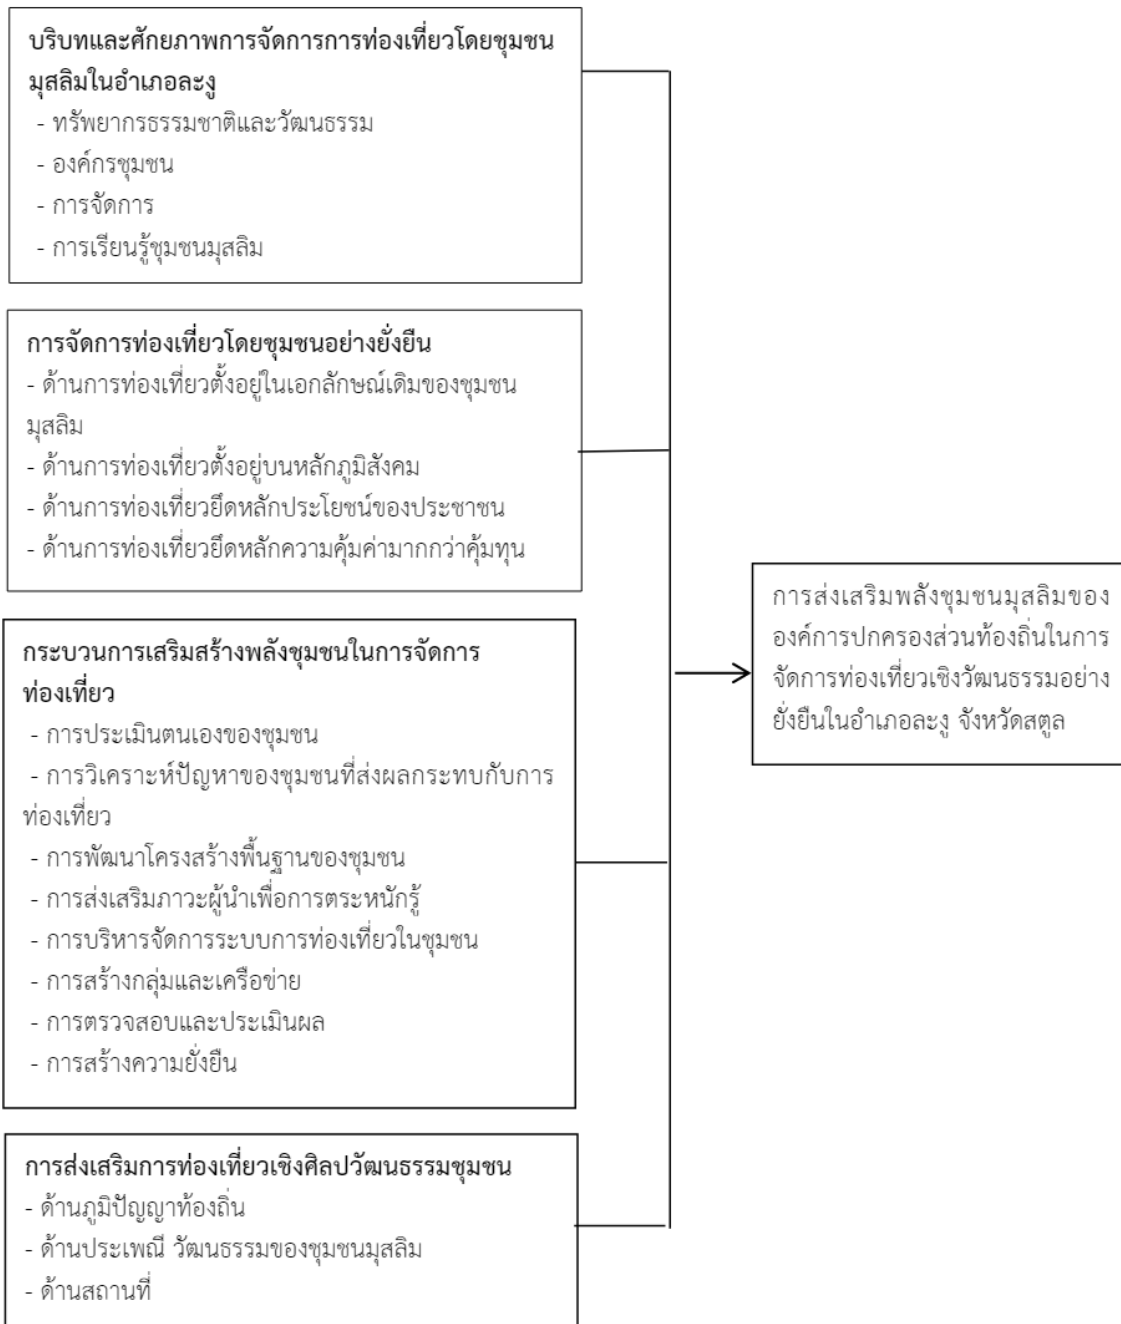 บริบทและศักยภาพการจัดการการท่องเที่ยวโดยชุมชน
มุสลิมในอำเภอละงู
- ทรัพยากรธรรมชาติและวัฒนธรรม
- องค์กรชุมชน
- การจัดการ
- การเรียนรู้ชุมชนมุสลิม
การจัดการท่องเที่ยวโดยชุมชนอย่างยั่งยืน
- ด้านการท่องเที่ยวตั้งอยู่ในเอกลักษณ์เดิมของชุมชน
มุสลิม
- ด้านการท่องเที่ยวตั้งอยู่บนหลักภูมิสังคม
- ด้านการท่องเที่ยวยึดหลักประโยชน์ของประชาชน
- ด้านการท่องเที่ยวยึดหลักความคุ้มค่ามากกว่าคุ้มทุน
กระบวนการเสริมสร้างพลังชุมชนในการจัดการ
ท่องเที่ยว
- การประเมินตนเองของชุมชน
- การวิเคราะห์ปัญหาของชุมชนที่ส่งผลกระทบกับการ
ท่องเที่ยว
- การพัฒนาโครงสร้างพื้นฐานของชุมชน
- การส่งเสริมภาวะผู้นำเพื่อการตระหนักรู้
- การบริหารจัดการระบบการท่องเที่ยวในชุมชน
- การสร้างกลุ่มและเครือข่าย
- การตรวจสอบและประเมินผล
- การสร้างความยั่งยืน
การส่งเสริมการท่องเที่ยวเชิงศิลปวัฒนธรรมชุมชน
- ด้านภูมิปัญญาท้องถิ่น
- ด้านประเพณี วัฒนธรรมของชุมชนมุสลิม
- ด้านสถานที่
การส่งเสริมพลังชุมชนมุสลิมของ
องค์การปกครองส่วนท้องถิ่นในการ
จัดการท่องเที่ยวเชิงวัฒนธรรมอย่าง
ยั่งยืนในอำเภอละงู จังหวัดสตูล